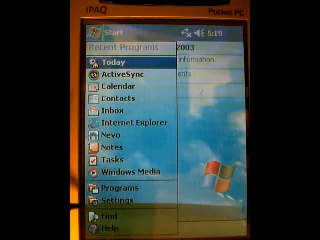 iPAQ Pocket PC
Start 5:19
Recent Programs 2003
Today information
ActiveSync ents
Calendar
Contacts
Inbox
Internet Explorer
Nevo
Notes
Tasks
Windows Media
Programs
Settings
Find
Help